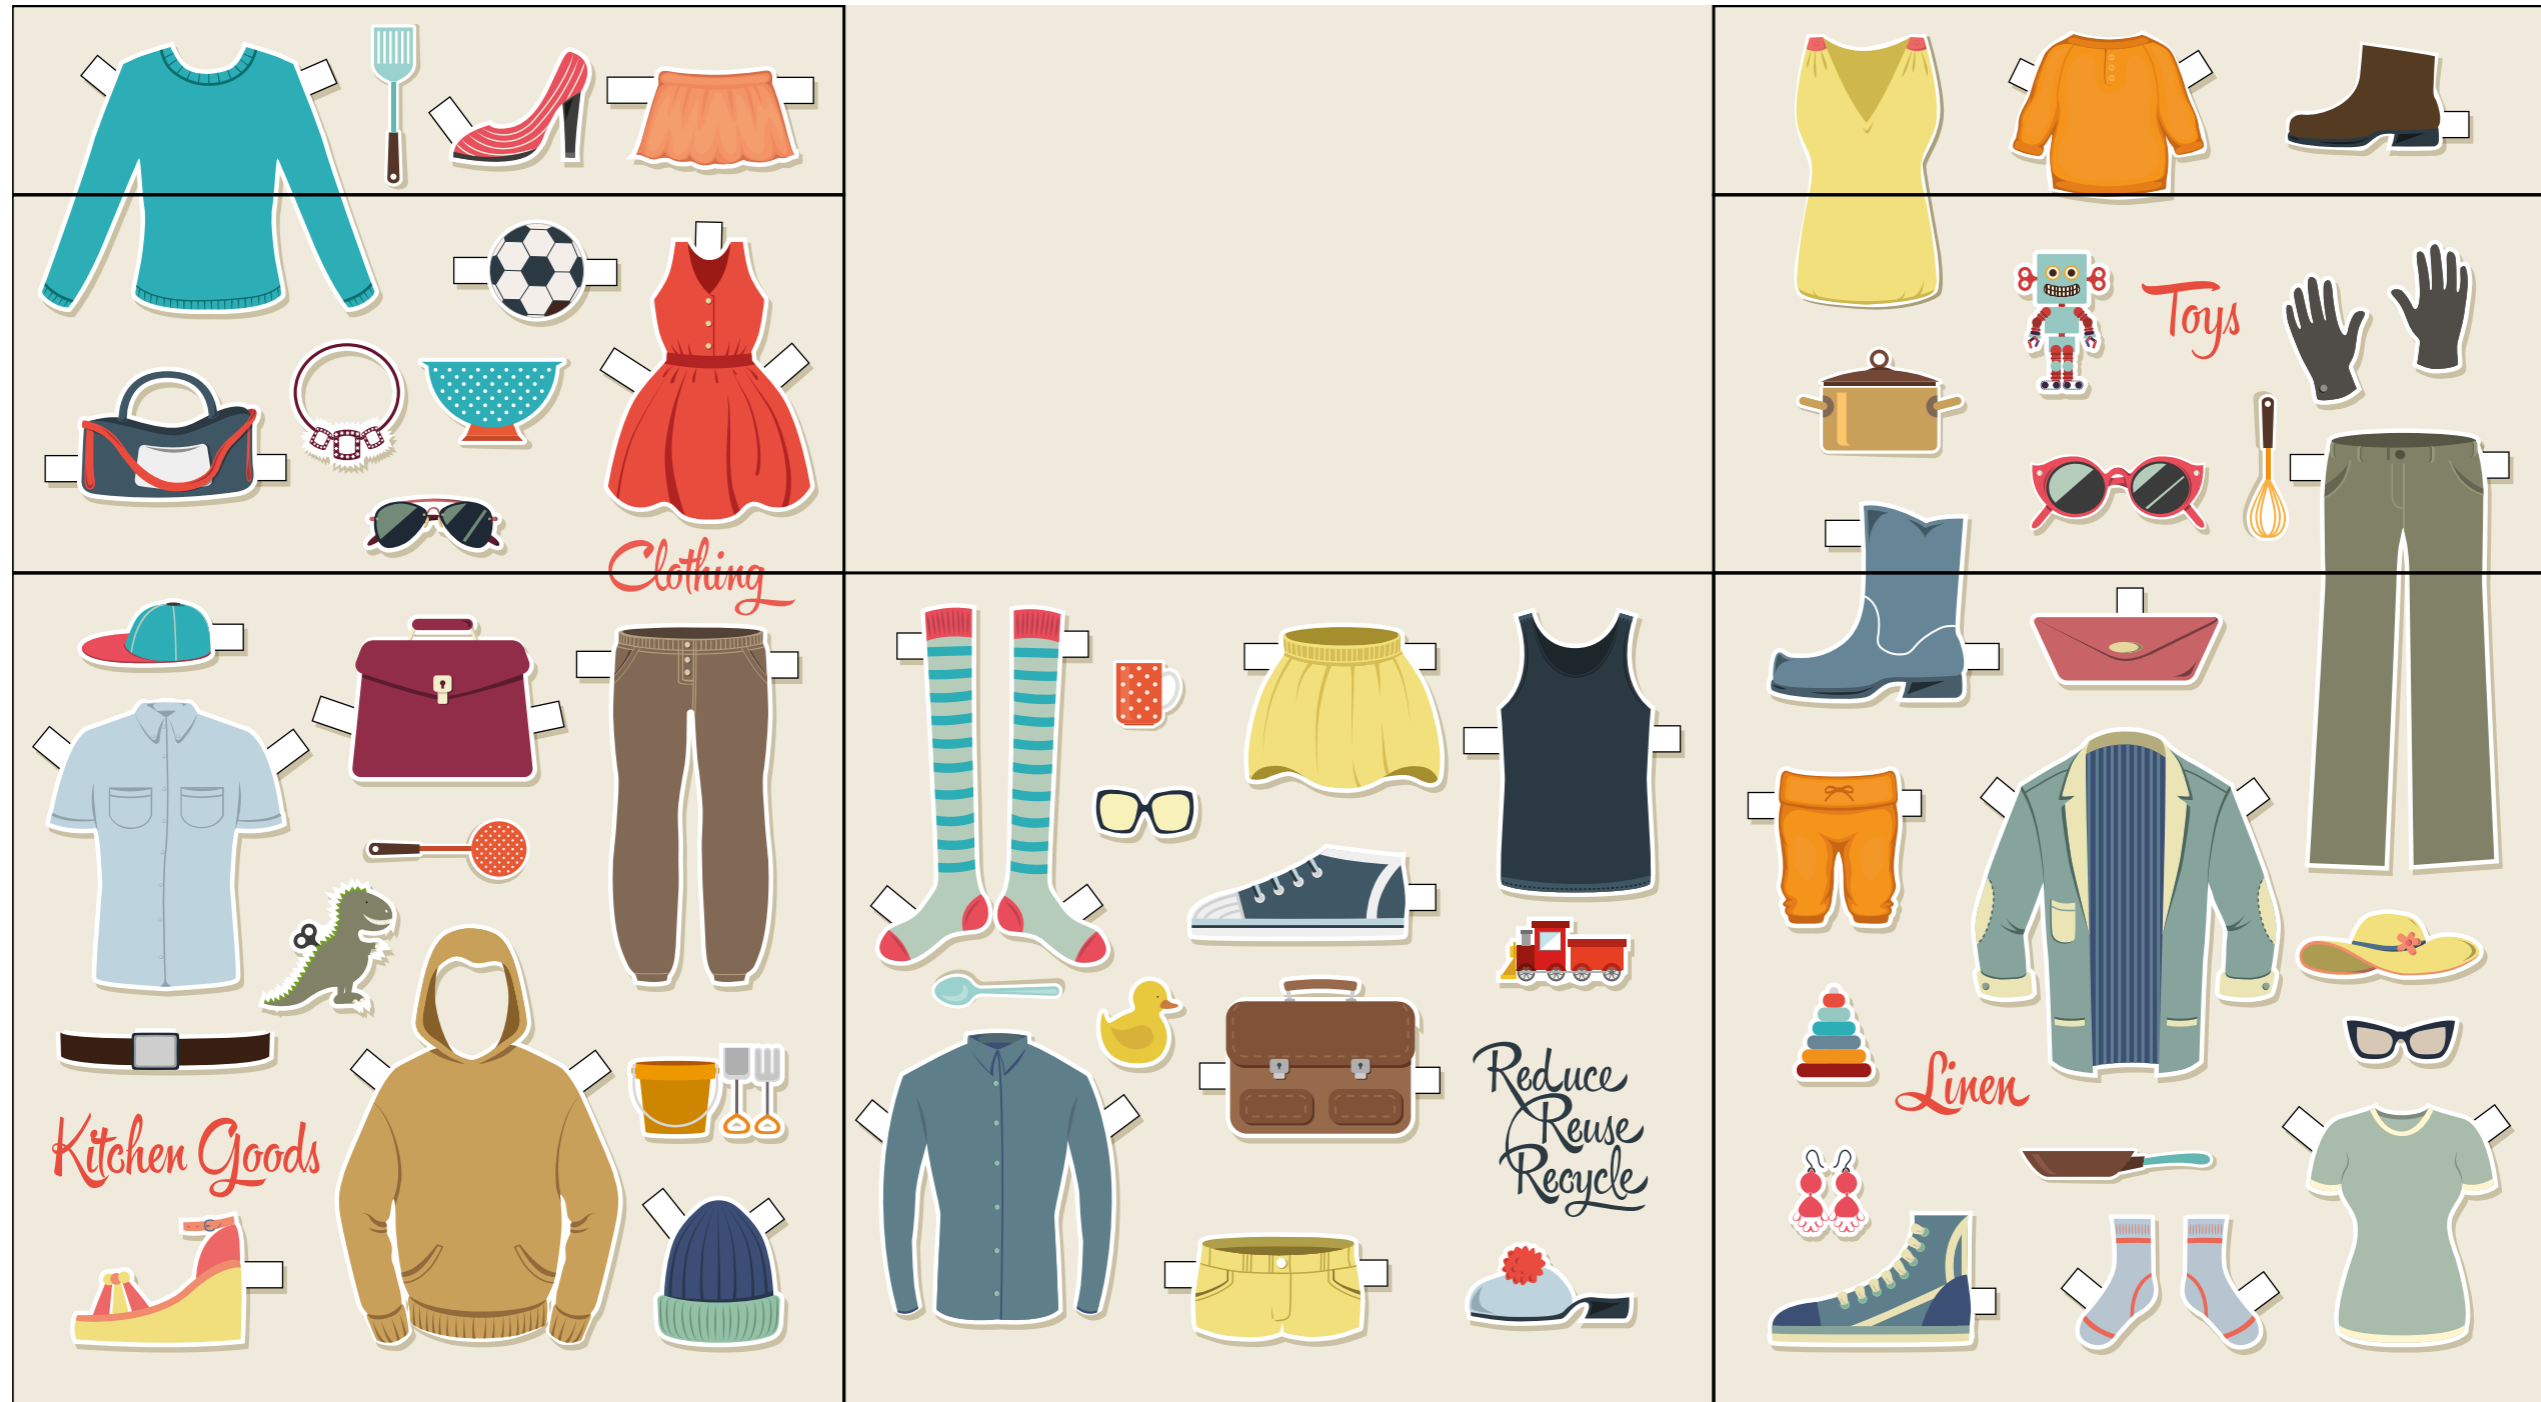 Clothing
Kitchen Goods
Reduce
Reuse
Recycle
Toys
Linen